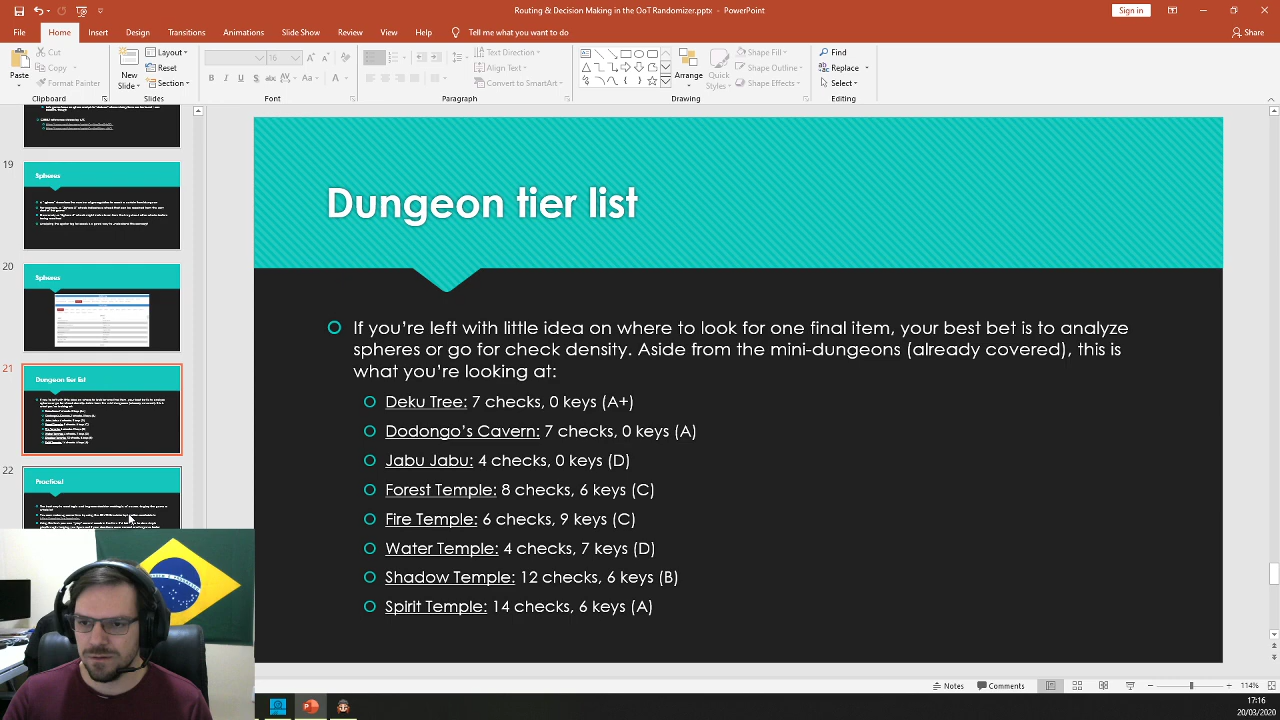 Routing & Decision Making in the OoT Randomizer.pptx - PowerPoint
Sign in
File Home Insert Design Transitions Animations Slide Show Review View Help Tell me what you want to do
Share
Cut
Copy
Format Painter
Paste
Clipboard
New
Slide
Layout
Reset
Section
Slides
16
Font
Text Direction
Align Text
Convert to SmartArt
Paragraph
Arrange
Quick
Styles
Shape Fill
Shape Outline
Shape Effects
Drawing
Find
Replace
Select
Editing
19
Spheres
20
Spheres
21
Dungeon tier list
22
Practice!
Dungeon tier list
If you're left with little idea on where to look for one final item, your best bet is to analyze
spheres or go for check density. Aside from the mini-dungeons (already covered), this is
what you're looking at:
Deku Tree: 7 checks, 0 keys (A+)
Dodongo's Cavern: 7 checks, 0 keys (A)
Jabu Jabu: 4 checks, 0 keys (D)
Forest Temple: 8 checks, 6 keys (C)
Fire Temple: 6 checks, 9 keys (C)
Water Temple: 4 checks, 7 keys (D)
Shadow Temple: 12 checks, 6 keys (B)
Spirit Temple: 14 checks, 6 keys (A)
Notes
Comments
114%
17:16
20/03/2020